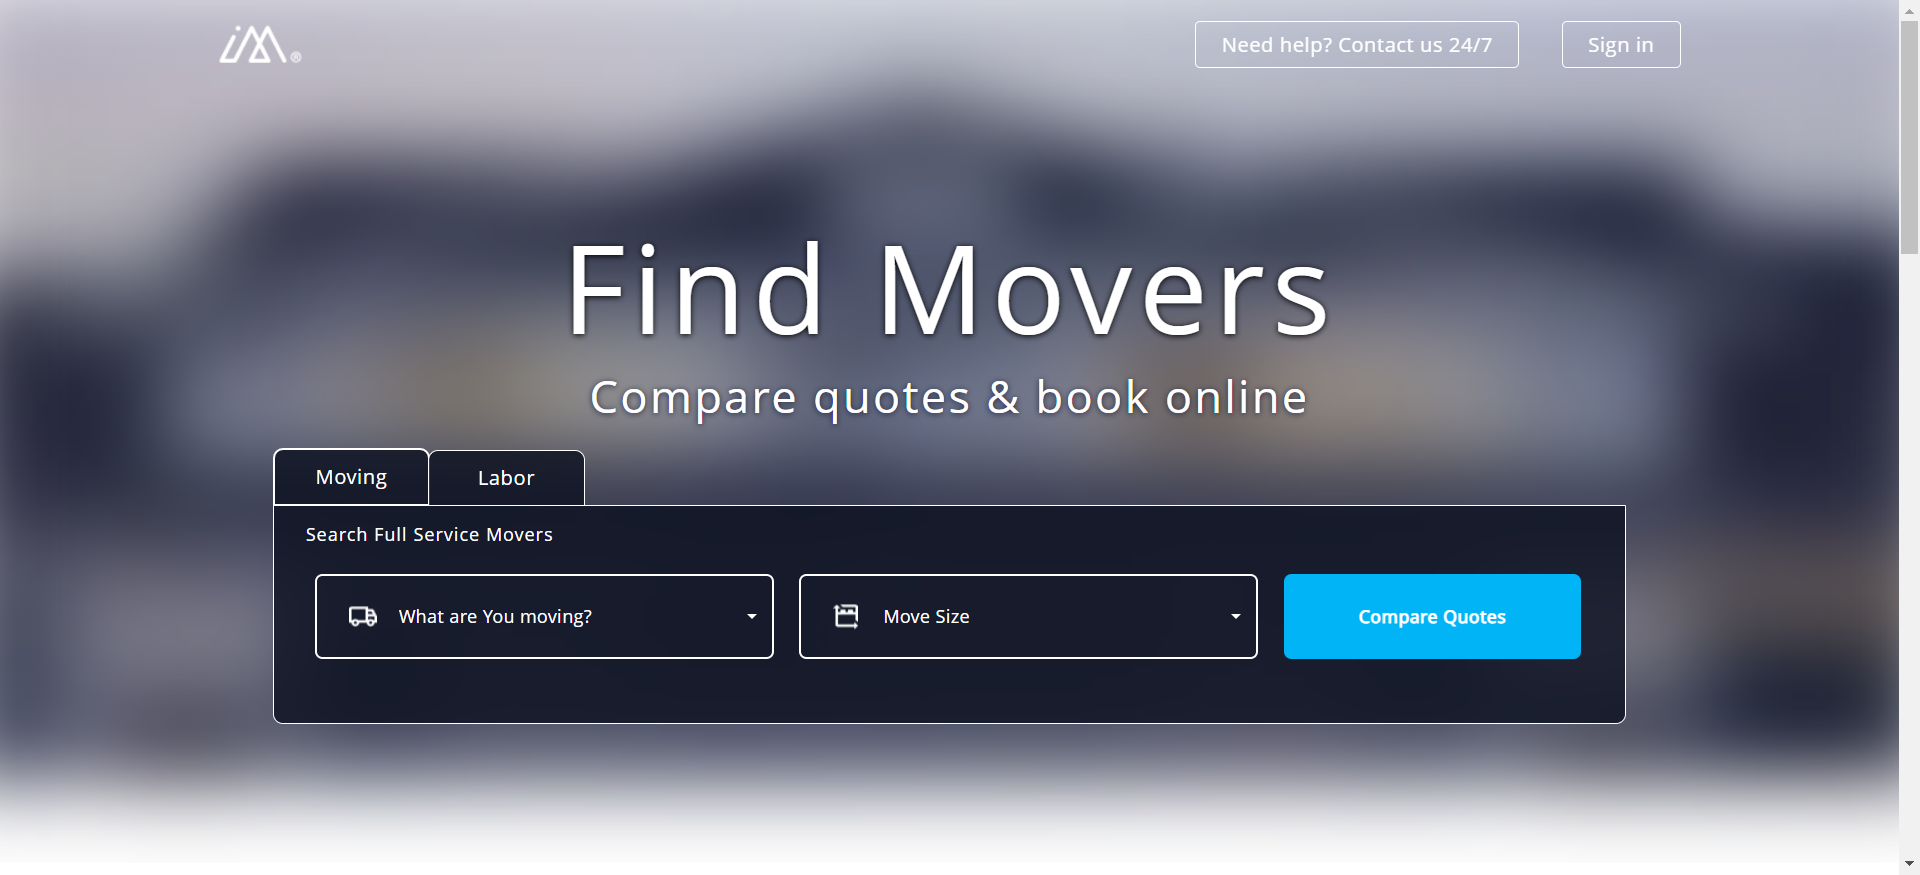 iM®
Need help? Contact us 24/7
Sign in
Find Movers
Compare quotes & book online
Moving
Labor
Search Full Service Movers
What are You moving?
Move Size
Compare Quotes